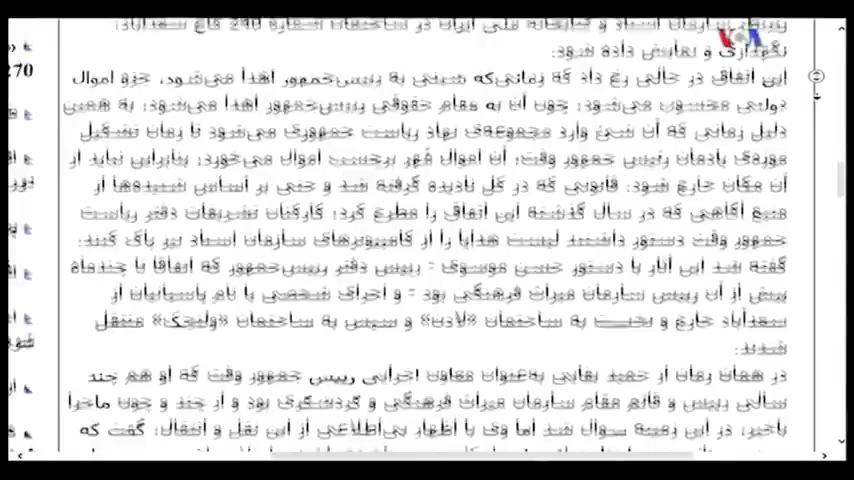 VOA
نگهداری و نمایش داده شود.
این اتفاق در حالی رخ داد که زمانی‌که شیئی به رییس‌جمهور اهدا می‌شود، جزو اموال
دولتی محسوب می‌شود؛ چون آن به مقام حقوقی رییس‌جمهور اهدا می‌شود؛ به همین
دلیل زمانی که آن شیء وارد مجموعه‌ی نهاد ریاست جمهوری می‌شود تا زمان تشکیل
موزه‌ی یادمان رئیس جمهور وقت، آن اموال مُهر برچسب اموال می‌خورد؛ بنابراین نباید از
آن مکان خارج شود. قانونی که در کل نادیده گرفته شد و حتی بر اساس شنیده‌ها از
منبع آگاهی که در سال گذشته این اتفاق را مطرح کرد؛ کارکنان تشریفات دفتر ریاست
جمهور وقت دستور داشتند لیست هدایا را از کامپیوترهای سازمان اسناد نیز پاک کنند.
گفته شد این آثار با دستور حسن موسوی - رییس دفتر رییس‌جمهور که اتفاقا تا چندماه
پیش از آن رییس سازمان میراث فرهنگی بود - و اجرای شخصی با نام پاسبانیان از
سعدآباد خارج و نخست به ساختمان «لادن» و سپس به ساختمان «ولنجک» منتقل
شدند.
در همان زمان از حمید بقایی به‌عنوان معاون اجرایی رییس جمهور وقت که او هم چند
سالی رییس و قائم مقام سازمان میراث فرهنگی و گردشگری بود و از چند و چون ماجرا
باخبر، در این زمینه سوال شد اما وی با اظهار بی‌اطلاعی از این نقل و انتقال، گفت که
270